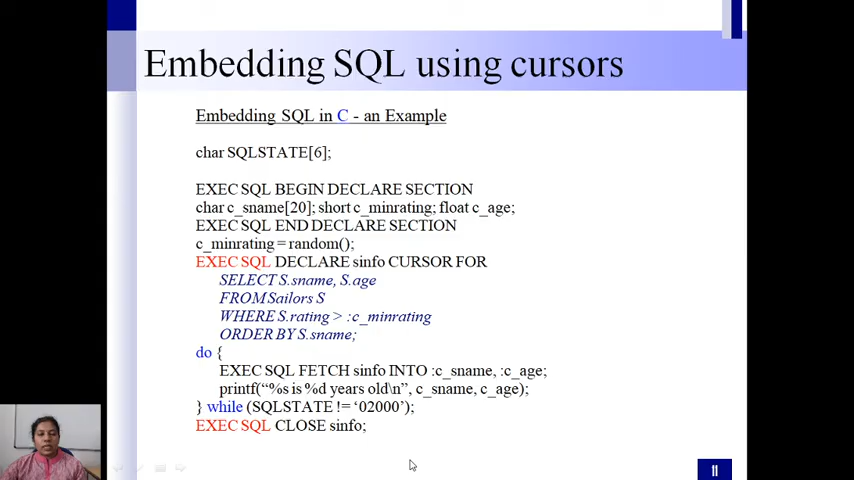 Embedding SQL using cursors
Embedding SQL in C - an Example
char SQLSTATE[6];
EXEC SQL BEGIN DECLARE SECTION
char c_sname[20]; short c_minrating; float c_age;
EXEC SQL END DECLARE SECTION
c_minrating = random();
EXEC SQL DECLARE sinfo CURSOR FOR
SELECT S.sname, S.age
FROM Sailors S
WHERE S.rating > :c_minrating
ORDER BY S.sname;
do {
EXEC SQL FETCH sinfo INTO :c_sname, :c_age;
printf(“%s is %d years old\n”, c_sname, c_age);
} while (SQLSTATE != ‘02000’);
EXEC SQL CLOSE sinfo;
11